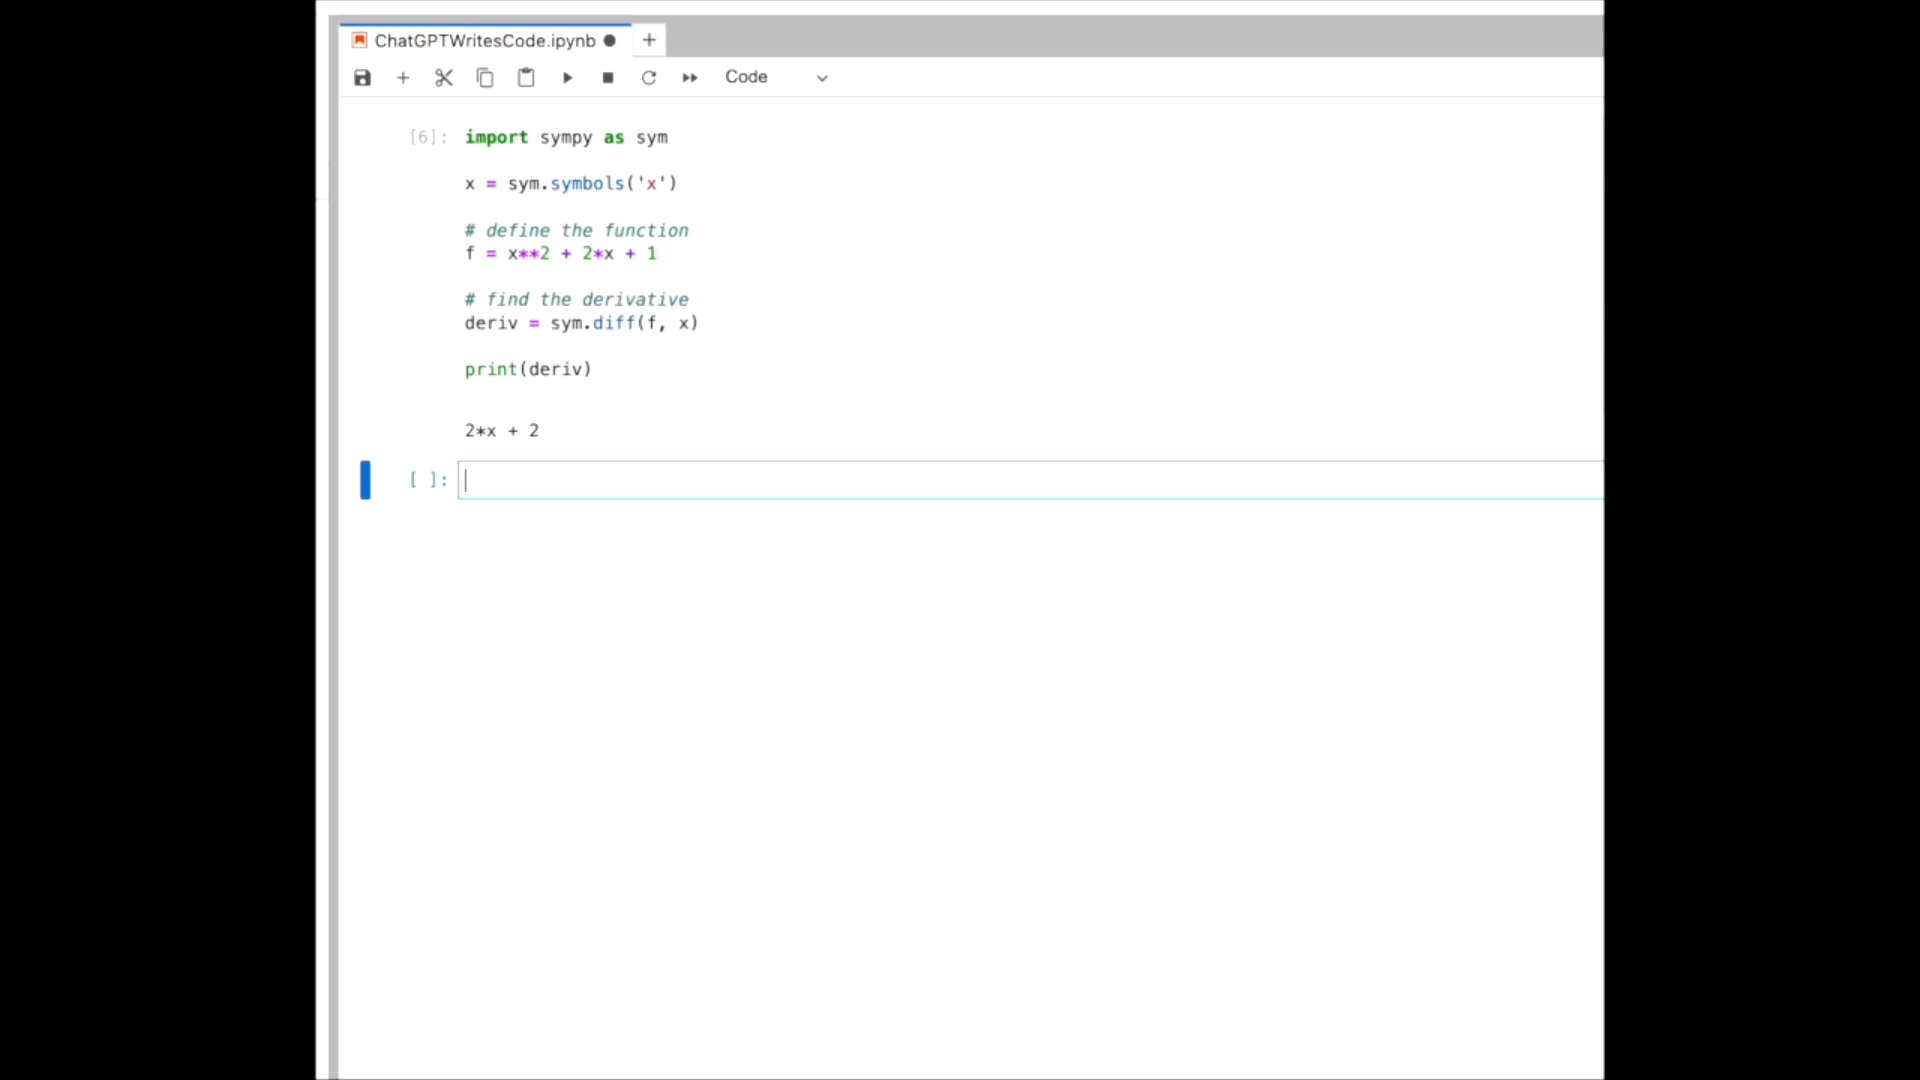 ChatGPTWritesCode.ipynb
Code
[6]: import sympy as sym
x = sym.symbols('x')
# define the function
f = x**2 + 2*x + 1
# find the derivative
deriv = sym.diff(f, x)
print(deriv)
2*x + 2
[ ]: